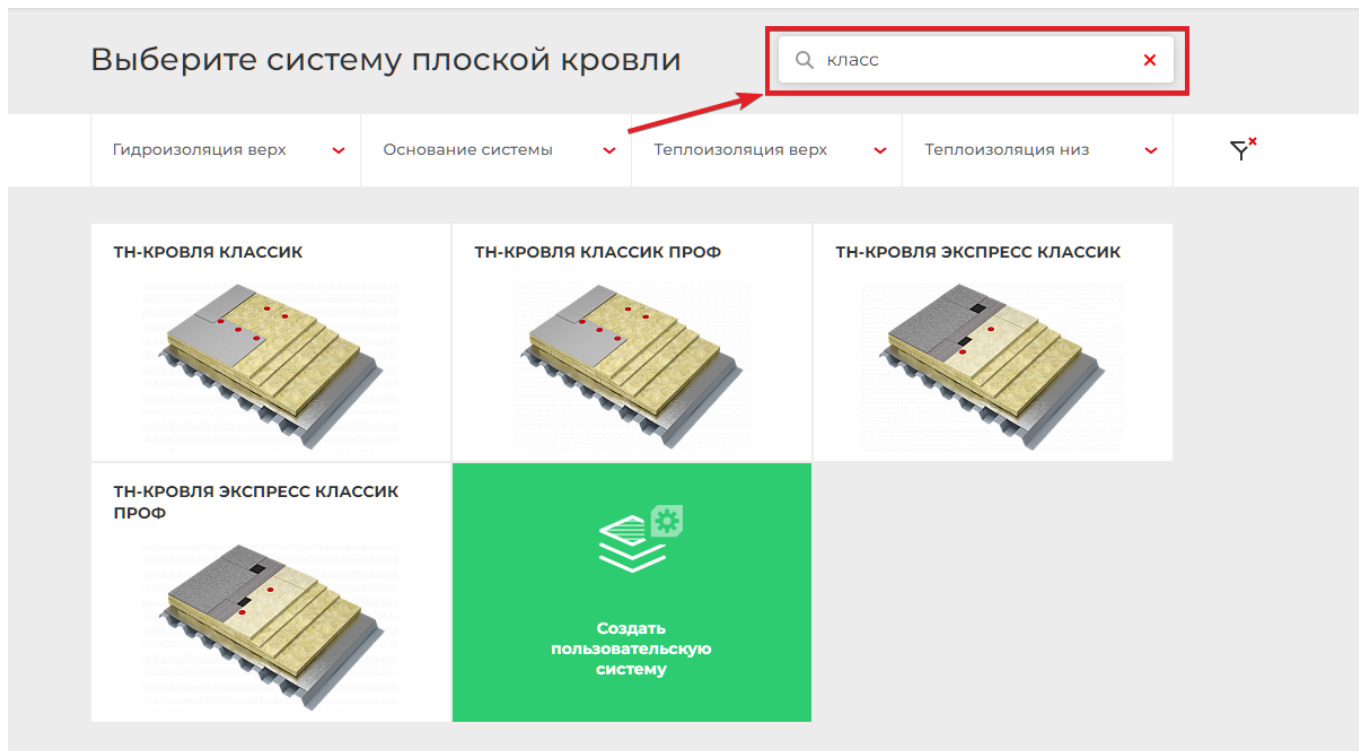 Выберите систему плоской кровли
класс
Гидроизоляция верх
Основание системы
Теплоизоляция верх
Теплоизоляция низ
ТН-КРОВЛЯ КЛАССИК
ТН-КРОВЛЯ КЛАССИК ПРОФ
ТН-КРОВЛЯ ЭКСПРЕСС КЛАССИК
ТН-КРОВЛЯ ЭКСПРЕСС КЛАССИК
ПРОФ
Создать
пользовательскую
систему